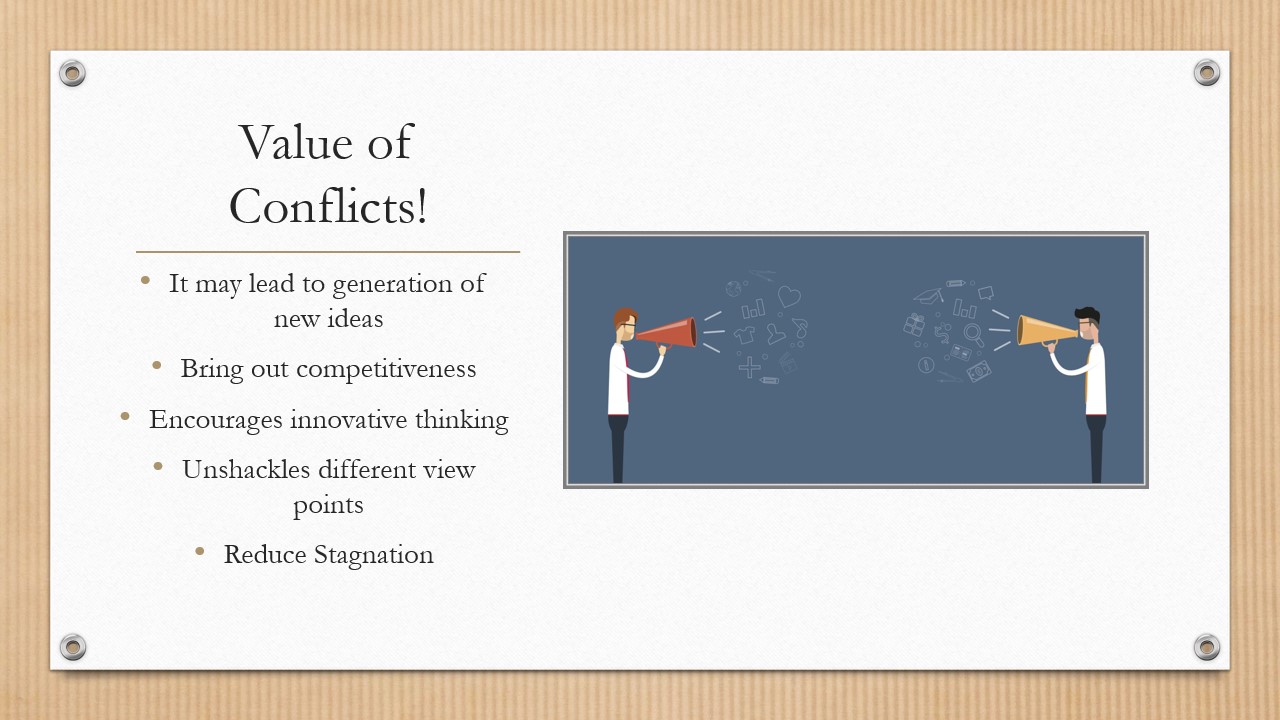 Value of
Conflicts!
• It may lead to generation of
new ideas
• Bring out competitiveness
• Encourages innovative thinking
• Unshackles different view
points
• Reduce Stagnation